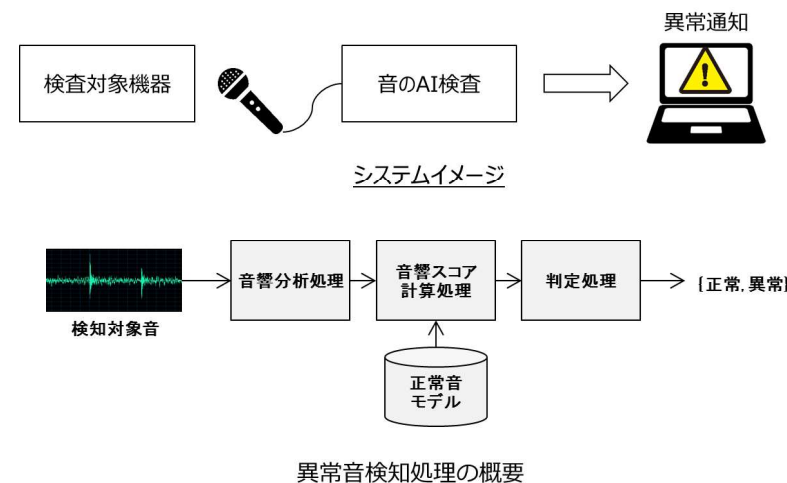 異常通知
検査対象機器
音のAI検査
システムイメージ
検知対象音
音響分析処理
音響スコア
計算処理
判定処理
{正常, 異常}
正常音
モデル
異常音検知処理の概要